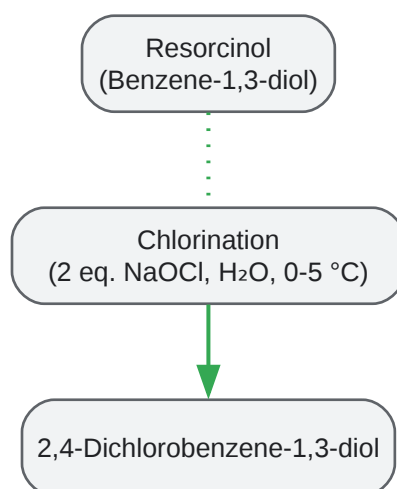 Resorcinol
(Benzene-1,3-diol)
Chlorination
(2 eq. NaOCl, H₂O, 0-5 °C)
2,4-Dichlorobenzene-1,3-diol